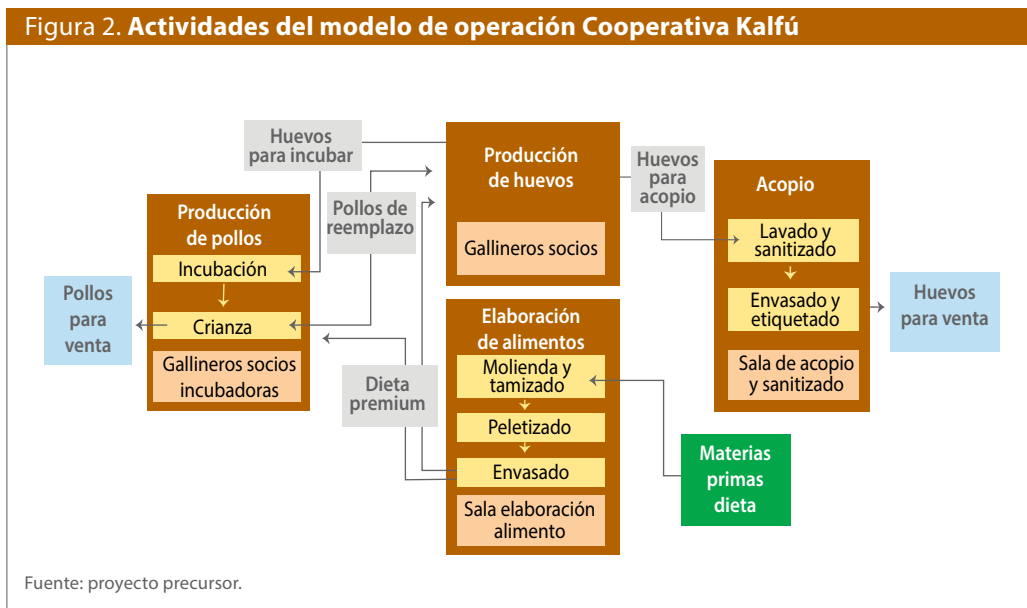 Figura 2. Actividades del modelo de operación Cooperativa Kalfú
Huevos
para incubar
Producción
de huevos
Gallineros socios
Huevos
para
acopio
Acopio
Lavado y
sanitizado
Envasado y
etiquetado
Sala de acopio
y sanitizado
Huevos
para venta
Pollos de
reemplazo
Producción
de pollos
Incubación
Crianza
Gallineros socios
incubadoras
Pollos
para
venta
Dieta
premium
Elaboración
de alimentos
Molienda y
tamizado
Peletizado
Envasado
Sala elaboración
alimento
Materias
primas
dieta
Fuente: proyecto precursor.